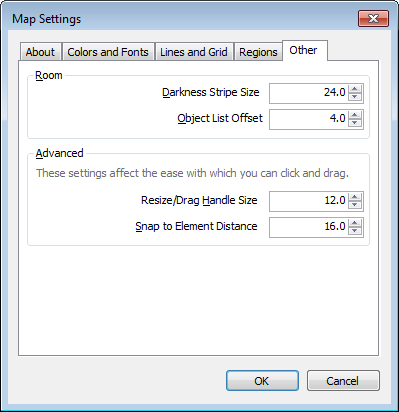 Map Settings
About Colors and Fonts Lines and Grid Regions Other
Room
Darkness Stripe Size 24.0
Object List Offset 4.0
Advanced
These settings affect the ease with which you can click and drag.
Resize/Drag Handle Size 12.0
Snap to Element Distance 16.0
OK Cancel